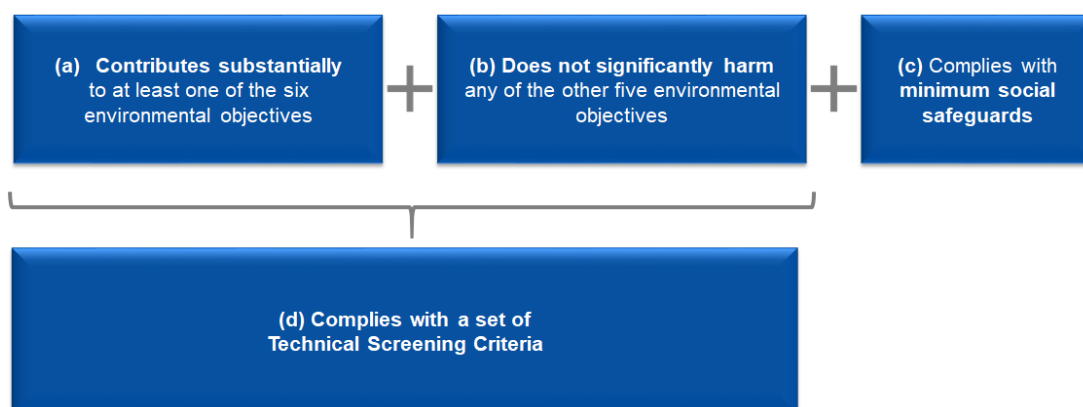 (a) Contributes substantially
to at least one of the six
environmental objectives
(b) Does not significantly harm
any of the other five environmental
objectives
(c) Complies with
minimum social
safeguards
(d) Complies with a set of
Technical Screening Criteria